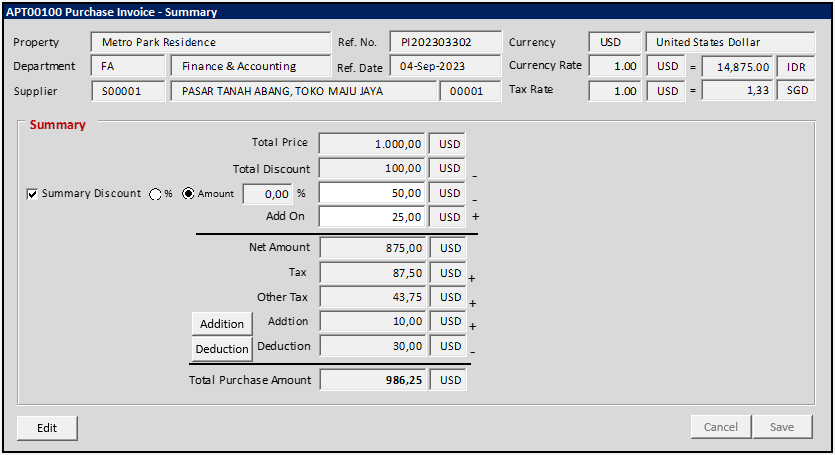 APT00100 Purchase Invoice - Summary
Property Metro Park Residence Ref. No. PI202303302 Currency USD United States Dollar
Department FA Finance & Accounting Ref. Date 04-Sep-2023 Currency Rate 1.00 USD = 14,875.00 IDR
Supplier S00001 PASAR TANAH ABANG, TOKO MAJU JAYA 00001 Tax Rate 1.00 USD = 1,33 SGD
Summary
Total Price 1.000,00 USD
Total Discount 100,00 USD -
Summary Discount % Amount 0,00 % 50,00 USD -
Add On 25,00 USD +
Net Amount 875,00 USD
Tax 87,50 USD +
Other Tax 43,75 USD +
Addition Addtion 10,00 USD +
Deduction Deduction 30,00 USD -
Total Purchase Amount 986,25 USD
Edit Cancel Save